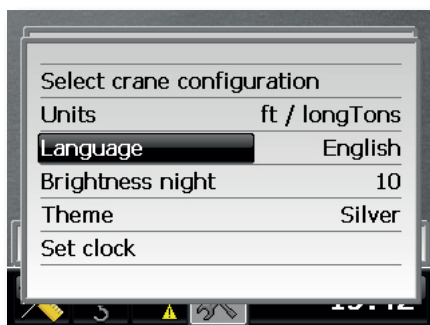 Select crane configuration
Units ft / longTons
Language English
Brightness night 10
Theme Silver
Set clock